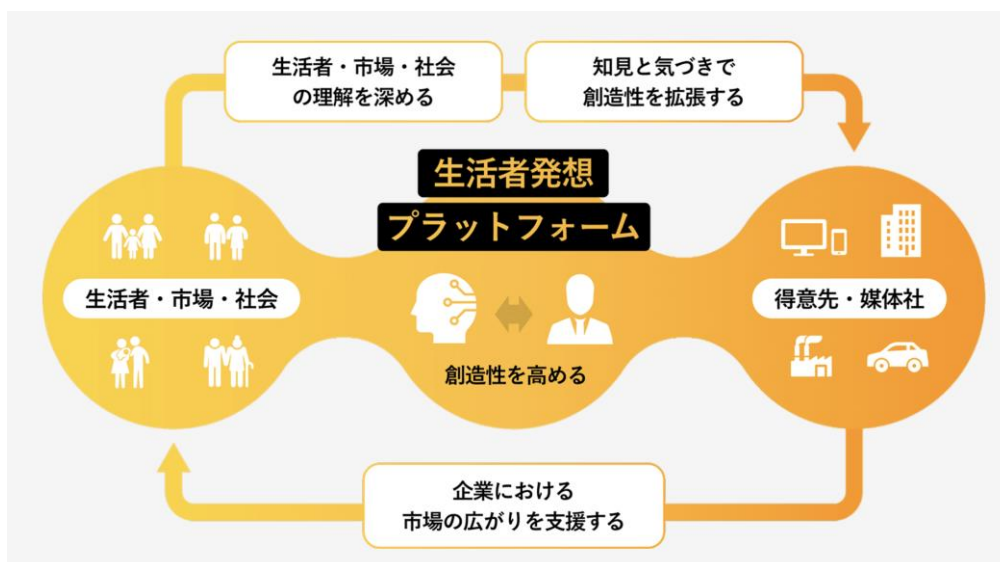 生活者・市場・社会
の理解を深める
知見と気づきで
創造性を拡張する
生活者発想
プラットフォーム
生活者・市場・社会
創造性を高める
得意先・媒体社
企業における
市場の広がりを支援する